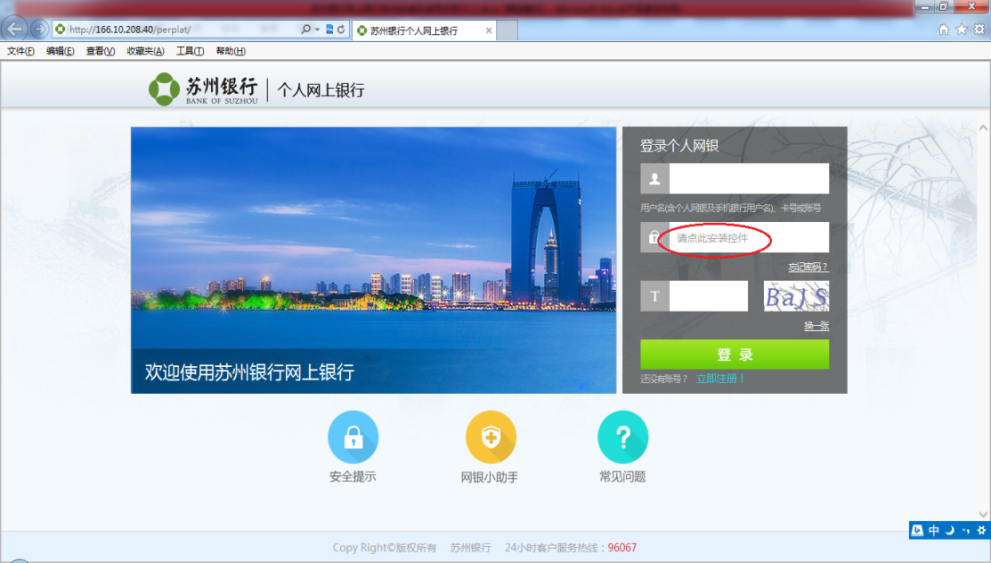 http://166.10.208.40/perplat/
苏州银行个人网上银行
文件(F) 编辑(E) 查看(V) 收藏夹(A) 工具(T) 帮助(H)
苏州银行 个人网上银行
BANK OF SUZHOU
登录个人网银
用户名(含个人网银及手机银行用户名)、卡号或账号
请点此安装控件
忘记密码？
T
BaJS
换一张
登 录
还没有账号？ 立即注册！
欢迎使用苏州银行网上银行
安全提示
网银小助手
常见问题
中
Copy Right©版权所有 苏州银行 24小时客户服务热线：96067